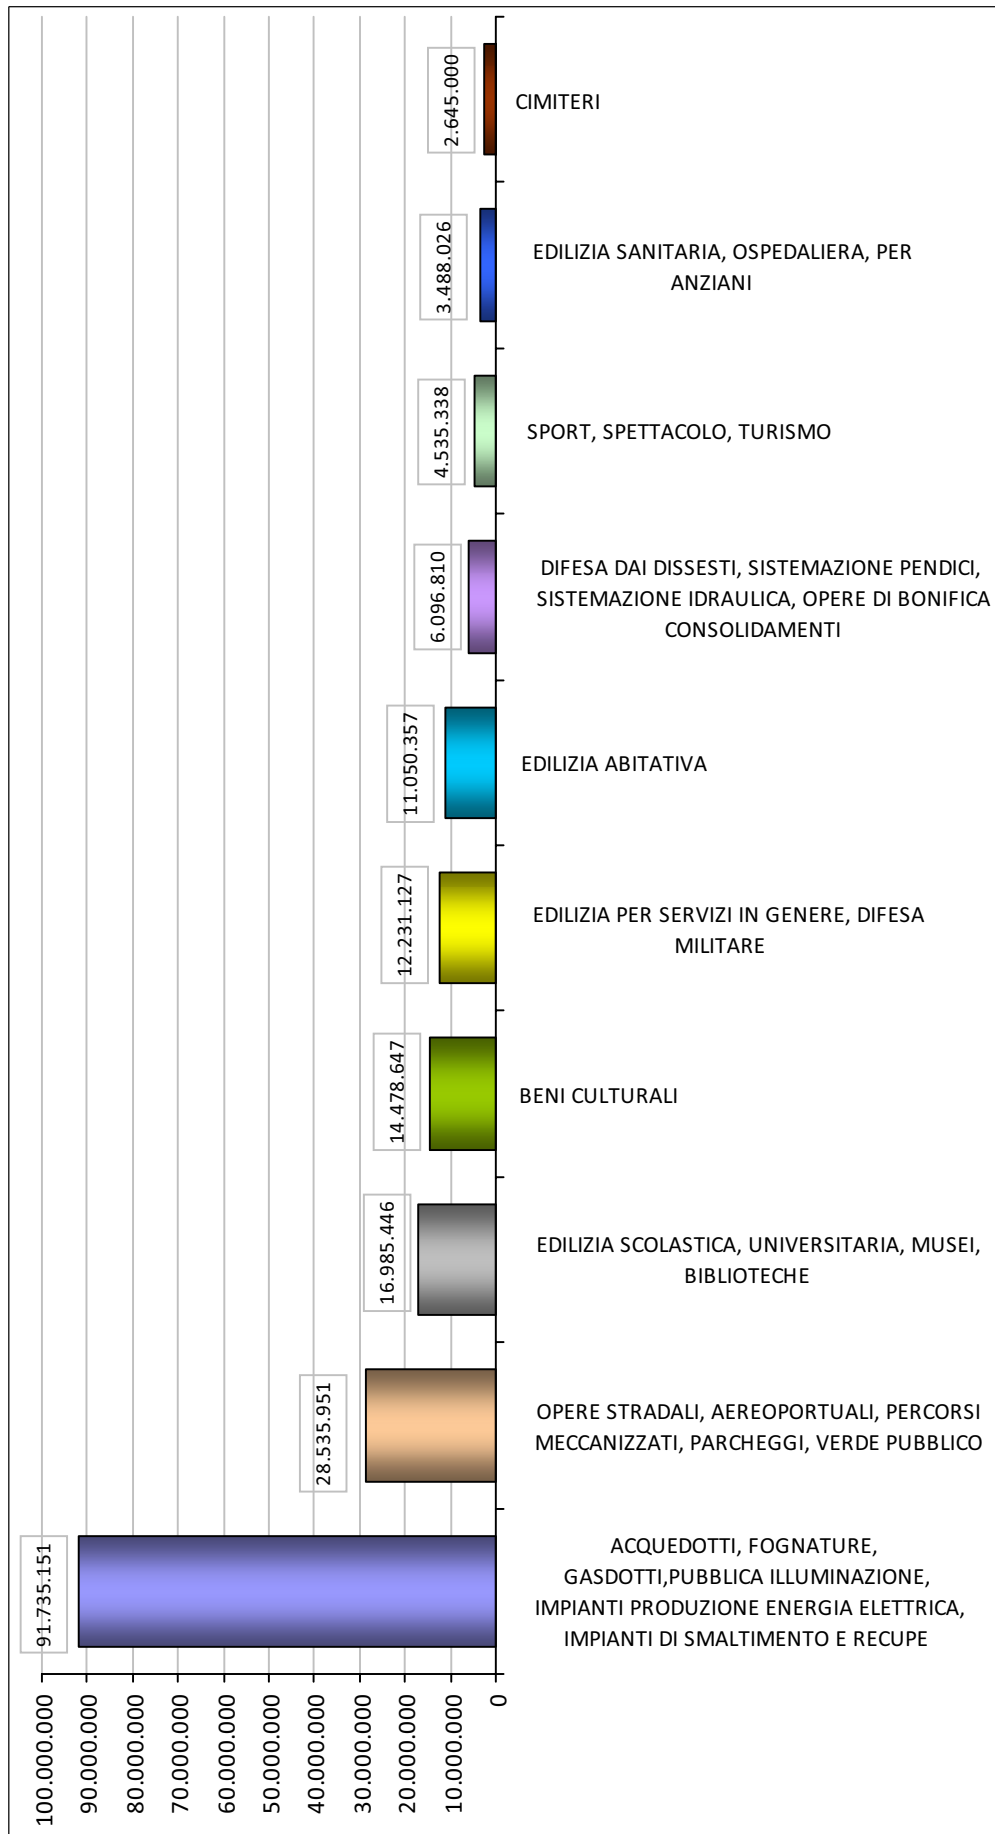 2.645.000
CIMITERI
3.488.026
EDILIZIA SANITARIA, OSPEDALIERA, PER
ANZIANI
4.535.338
SPORT, SPETTACOLO, TURISMO
6.096.810
DIFESA DAI DISSESTI, SISTEMAZIONE PENDICI,
SISTEMAZIONE IDRAULICA, OPERE DI BONIFICA
CONSOLIDAMENTI
11.050.357
EDILIZIA ABITATIVA
12.231.127
EDILIZIA PER SERVIZI IN GENERE, DIFESA
MILITARE
14.478.647
BENI CULTURALI
16.985.446
EDILIZIA SCOLASTICA, UNIVERSITARIA, MUSEI,
BIBLIOTECHE
28.535.951
OPERE STRADALI, AEREOPORTUALI, PERCORSI
MECCANIZZATI, PARCHEGGI, VERDE PUBBLICO
91.735.151
ACQUEDOTTI, FOGNATURE,
GASDOTTI,PUBBLICA ILLUMINAZIONE,
IMPIANTI PRODUZIONE ENERGIA ELETTRICA,
IMPIANTI DI SMALTIMENTO E RECUPE
100.000.000
90.000.000
80.000.000
70.000.000
60.000.000
50.000.000
40.000.000
30.000.000
20.000.000
10.000.000
0